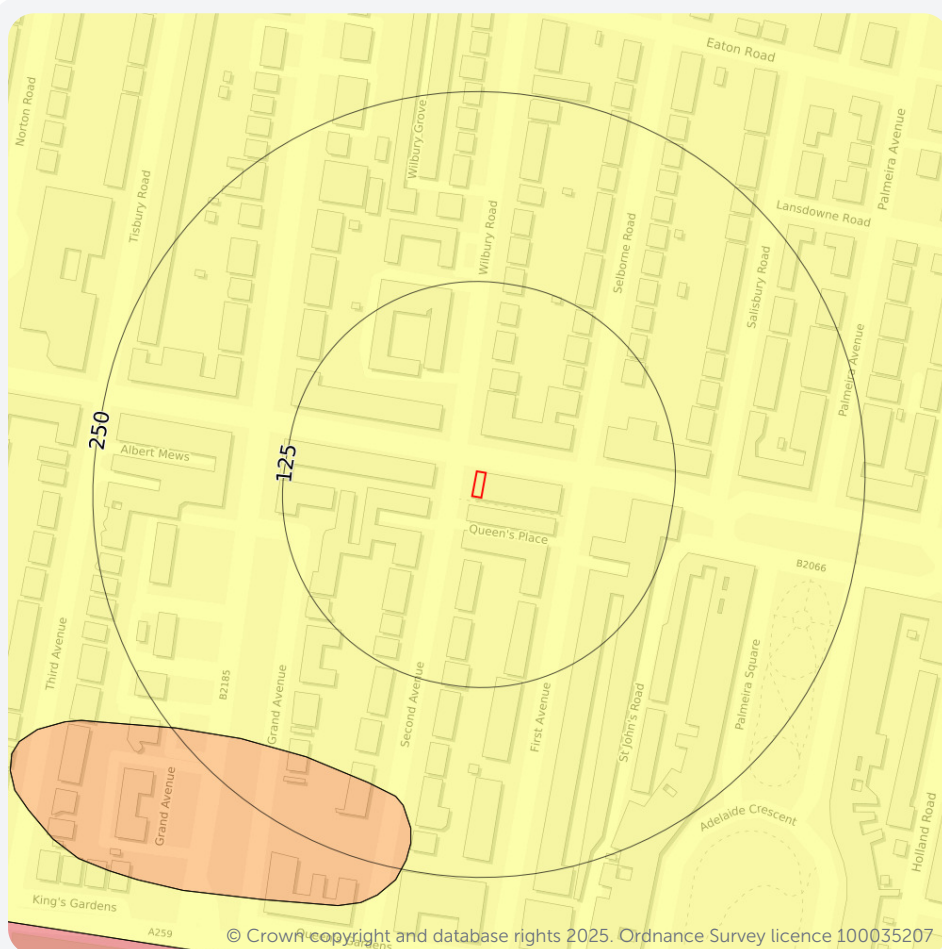 Eaton Road
Norton Road
Wilbury Grove
Palmeira Avenue
Tisbury Road
Lansdowne Road
Wilbury Road
Selborne Road
Salisbury Road
Palmeira Avenue
250
125
Albert Mews
Queen's Place
B2066
Third Avenue
B2185
Grand Avenue
Second Avenue
First Avenue
St John's Road
Palmeira Square
Grand Avenue
Adelaide Crescent
Holland Road
King's Gardens
A259
Queen's Gardens
© Crown copyright and database rights 2025. Ordnance Survey licence 100035207